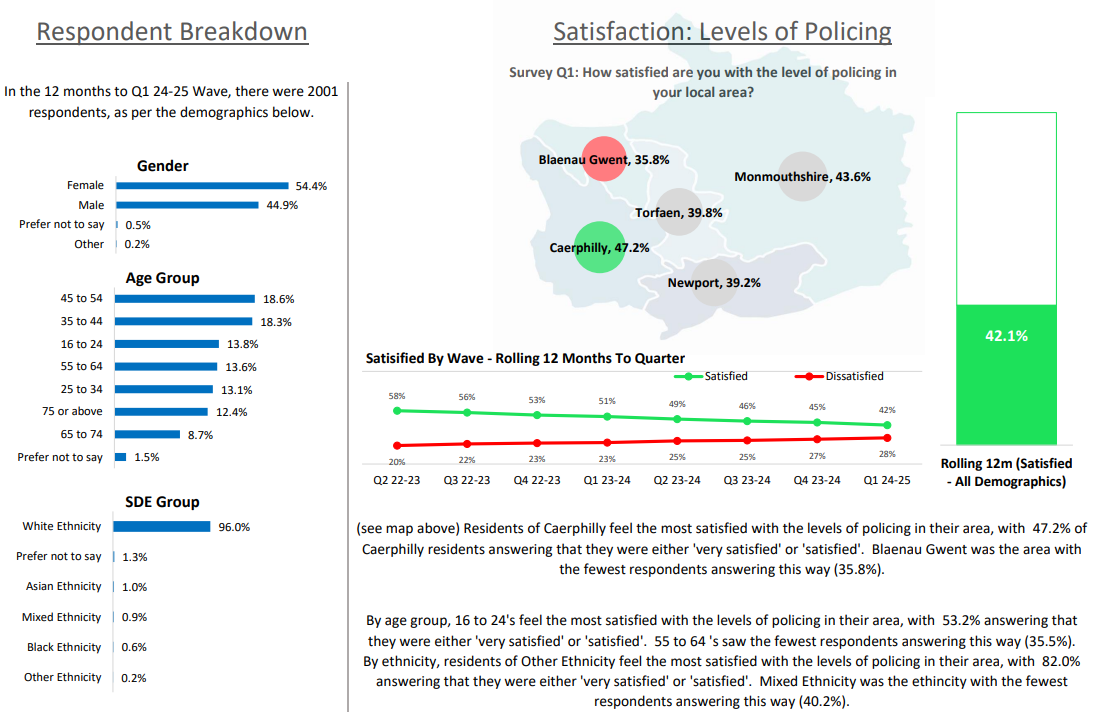 Respondent Breakdown
In the 12 months to Q1 24-25 Wave, there were 2001
respondents, as per the demographics below.
Gender
Female 54.4%
Male 44.9%
Prefer not to say 0.5%
Other 0.2%
Age Group
45 to 54 18.6%
35 to 44 18.3%
16 to 24 13.8%
55 to 64 13.6%
25 to 34 13.1%
75 or above 12.4%
65 to 74 8.7%
Prefer not to say 1.5%
SDE Group
White Ethnicity 96.0%
Prefer not to say 1.3%
Asian Ethnicity 1.0%
Mixed Ethnicity 0.9%
Black Ethnicity 0.6%
Other Ethnicity 0.2%
Satisfaction: Levels of Policing
Survey Q1: How satisfied are you with the level of policing in
your local area?
Blaenau Gwent, 35.8%
Monmouthshire, 43.6%
Torfaen, 39.8%
Caerphilly, 47.2%
Newport, 39.2%
42.1%
Rolling 12m (Satisfied
- All Demographics)
Satisfied By Wave - Rolling 12 Months To Quarter
Satisfied Dissatisfied
58% 56% 53% 51% 49% 46% 45% 42%
20% 22% 23% 23% 25% 25% 27% 28%
Q2 22-23 Q3 22-23 Q4 22-23 Q1 23-24 Q2 23-24 Q3 23-24 Q4 23-24 Q1 24-25
(see map above) Residents of Caerphilly feel the most satisfied with the levels of policing in their area, with 47.2% of
Caerphilly residents answering that they were either 'very satisfied' or 'satisfied'. Blaenau Gwent was the area with
the fewest respondents answering this way (35.8%).
By age group, 16 to 24's feel the most satisfied with the levels of policing in their area, with 53.2% answering that
they were either 'very satisfied' or 'satisfied'. 55 to 64 's saw the fewest respondents answering this way (35.5%).
By ethnicity, residents of Other Ethnicity feel the most satisfied with the levels of policing in their area, with 82.0%
answering that they were either 'very satisfied' or 'satisfied'. Mixed Ethnicity was the ethincity with the fewest
respondents answering this way (40.2%).